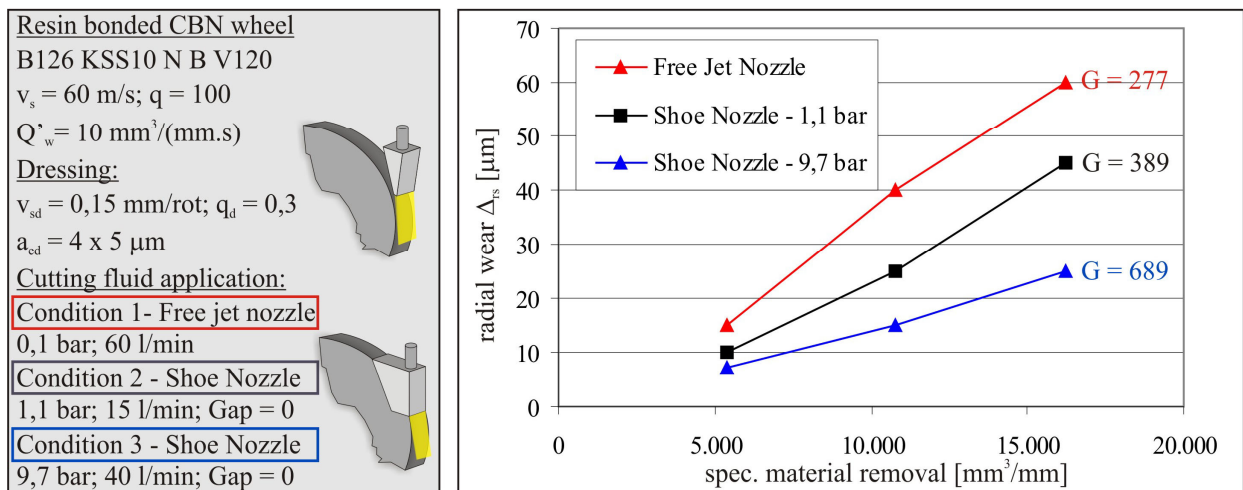 Resin bonded CBN wheel
B126 KSS10 N B V120
vₛ = 60 m/s; q = 100
Q’w = 10 mm³/(mm.s)
Dressing:
v_sd = 0,15 mm/rot; q_d = 0,3
a_cd = 4 x 5 µm
Cutting fluid application:
Condition 1- Free jet nozzle
0,1 bar; 60 l/min
Condition 2 - Shoe Nozzle
1,1 bar; 15 l/min; Gap = 0
Condition 3 - Shoe Nozzle
9,7 bar; 40 l/min; Gap = 0
radial wear Δrs [µm]
70
60
50
40
30
20
10
0
Free Jet Nozzle
Shoe Nozzle - 1,1 bar
Shoe Nozzle - 9,7 bar
G = 277
G = 389
G = 689
0
5.000
10.000
15.000
20.000
spec. material removal [mm³/mm]